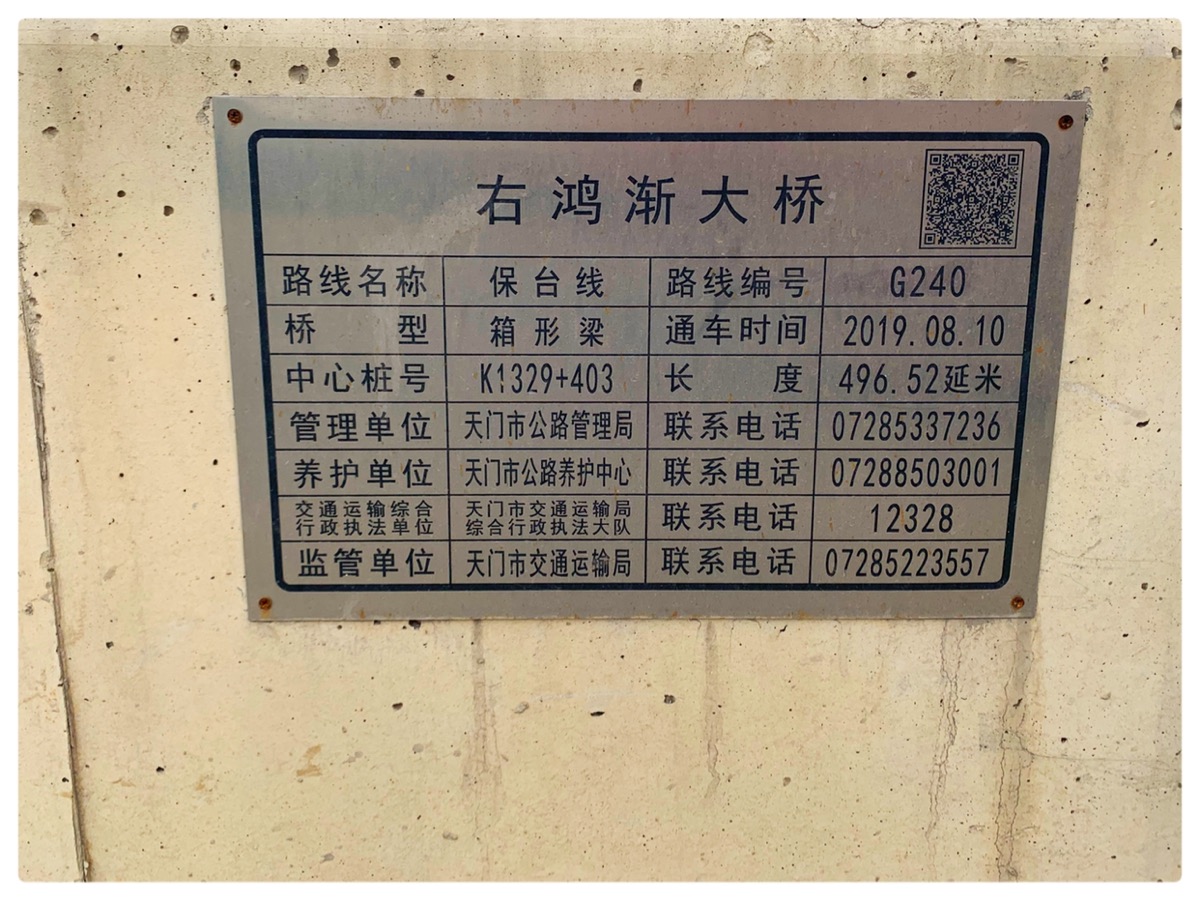 右鸿渐大桥
路线名称 保台线 路线编号 G240
桥型 箱形梁 通车时间 2019.08.10
中心桩号 K1329+403 长度 496.52延米
管理单位 天门市公路管理局 联系电话 07285337236
养护单位 天门市公路养护中心 联系电话 07288503001
交通运输综合 天门市交通运输局
行政执法单位 综合行政执法大队 联系电话 12328
监管单位 天门市交通运输局 联系电话 07285223557